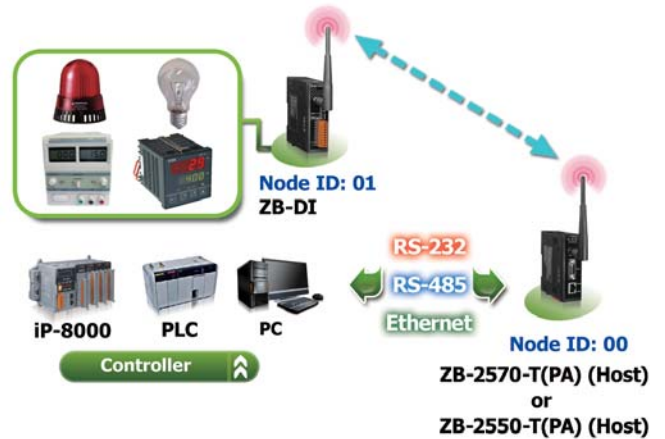 Node ID: 01
ZB-DI
RS-232
RS-485
Ethernet
iP-8000
PLC
PC
Controller
Node ID: 00
ZB-2570-T(PA) (Host)
or
ZB-2550-T(PA) (Host)